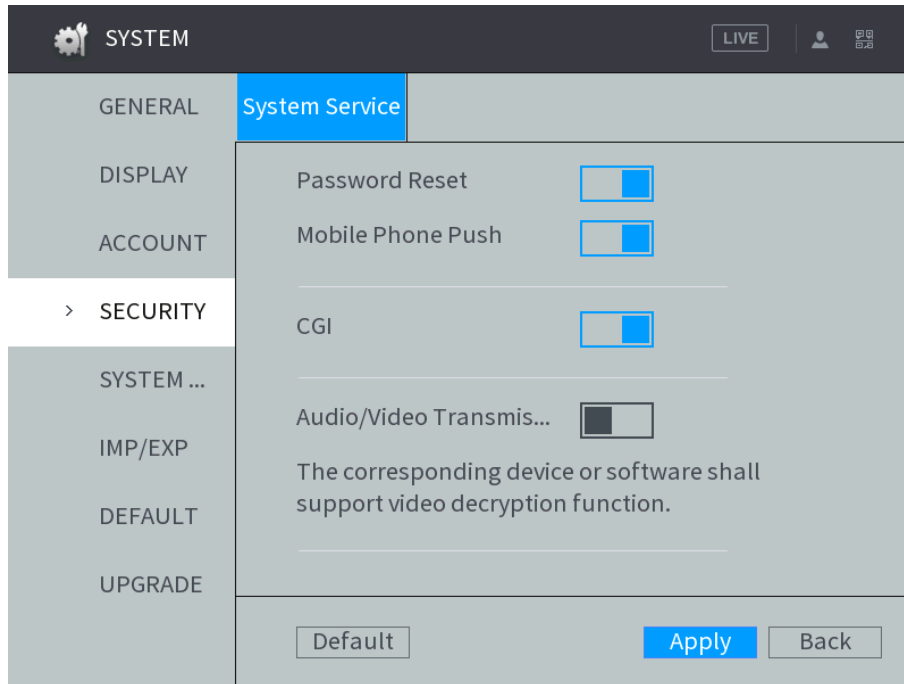 SYSTEM
LIVE
GENERAL
DISPLAY
ACCOUNT
> SECURITY
SYSTEM ...
IMP/EXP
DEFAULT
UPGRADE
System Service
Password Reset
Mobile Phone Push
CGI
Audio/Video Transmis...
The corresponding device or software shall
support video decryption function.
Default
Apply
Back